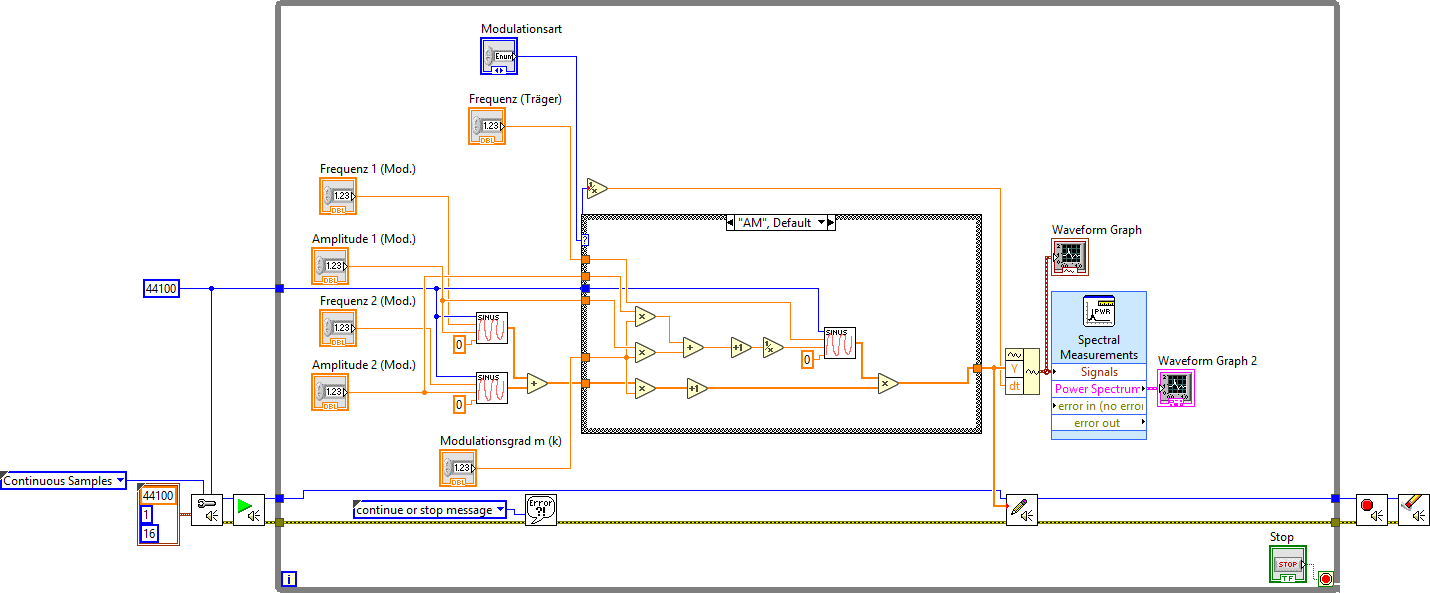 Modulationsart
Enum
Frequenz (Träger)
1.23
DBL
Frequenz 1 (Mod.)
1.23
DBL
Amplitude 1 (Mod.)
1.23
DBL
44100
Frequenz 2 (Mod.)
1.23
DBL
Amplitude 2 (Mod.)
1.23
DBL
SINUS
0
SINUS
0
+
Modulationsgrad m (k)
1.23
DBL
1/x
"AM", Default
?
×
×
×
+
+1
+1
1/x
SINUS
0
×
Y
dt
Waveform Graph
PWR
Spectral
Measurements
Signals
Power Spectrum
error in (no erro
error out
Waveform Graph 2
Continuous Samples
44100
1
16
continue or stop message
Error
?!
Stop
STOP
TF
i